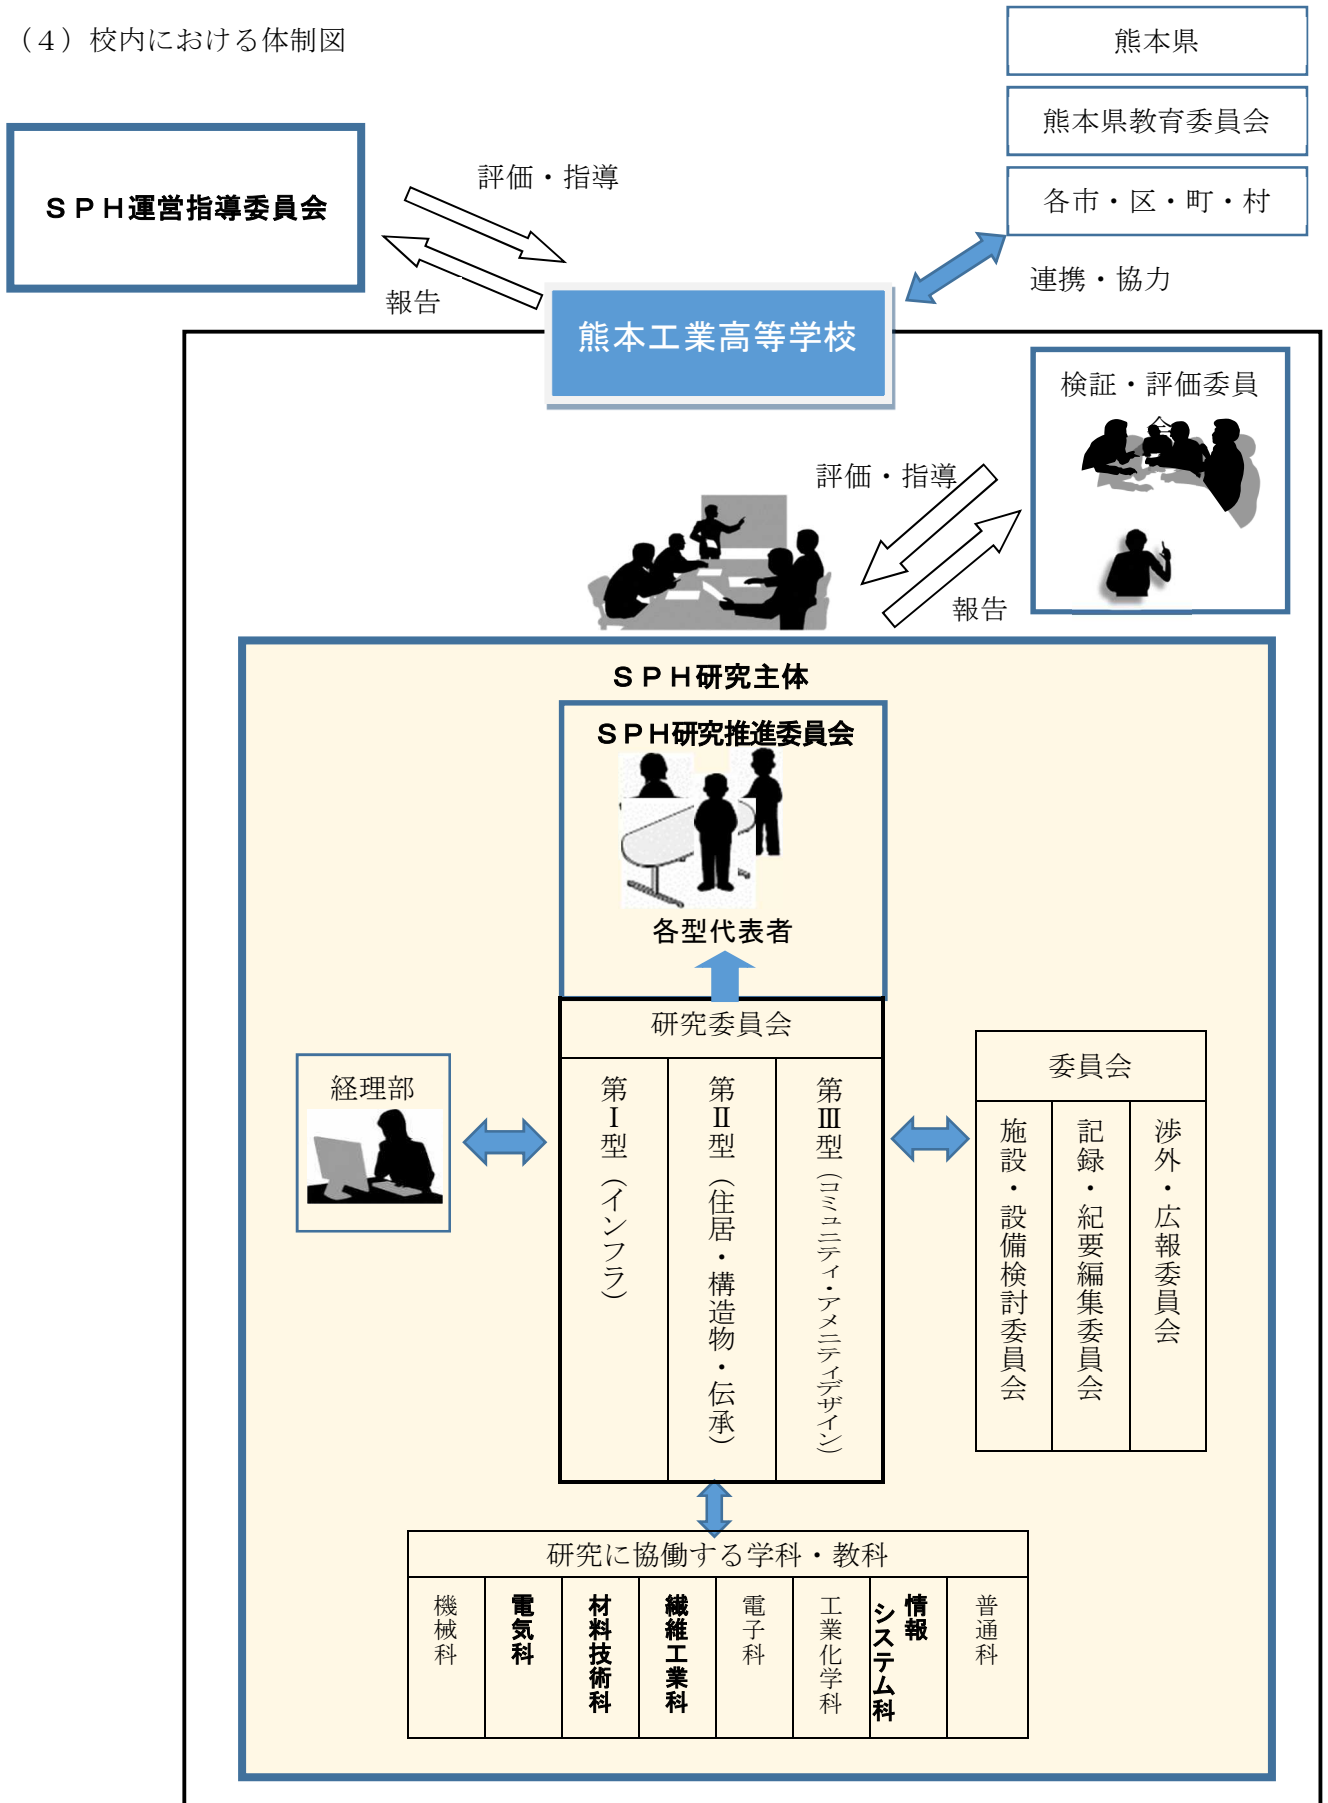 （４）校内における体制図
熊本県
熊本県教育委員会
各市・区・町・村
ＳＰＨ運営指導委員会
評価・指導
報告
連携・協力
熊本工業高等学校
検証・評価委員
会
評価・指導
報告
ＳＰＨ研究主体
ＳＰＨ研究推進委員会
各型代表者
研究委員会
第Ⅰ型（インフラ）
第Ⅱ型（住居・構造物・伝承）
第Ⅲ型（コミュニティ・アメニティデザイン）
経理部
委員会
施設・設備検討委員会
記録・紀要編集委員会
渉外・広報委員会
研究に協働する学科・教科
機械科
電気科
材料技術科
繊維工業科
電子科
工業化学科
情報
システム科
普通科